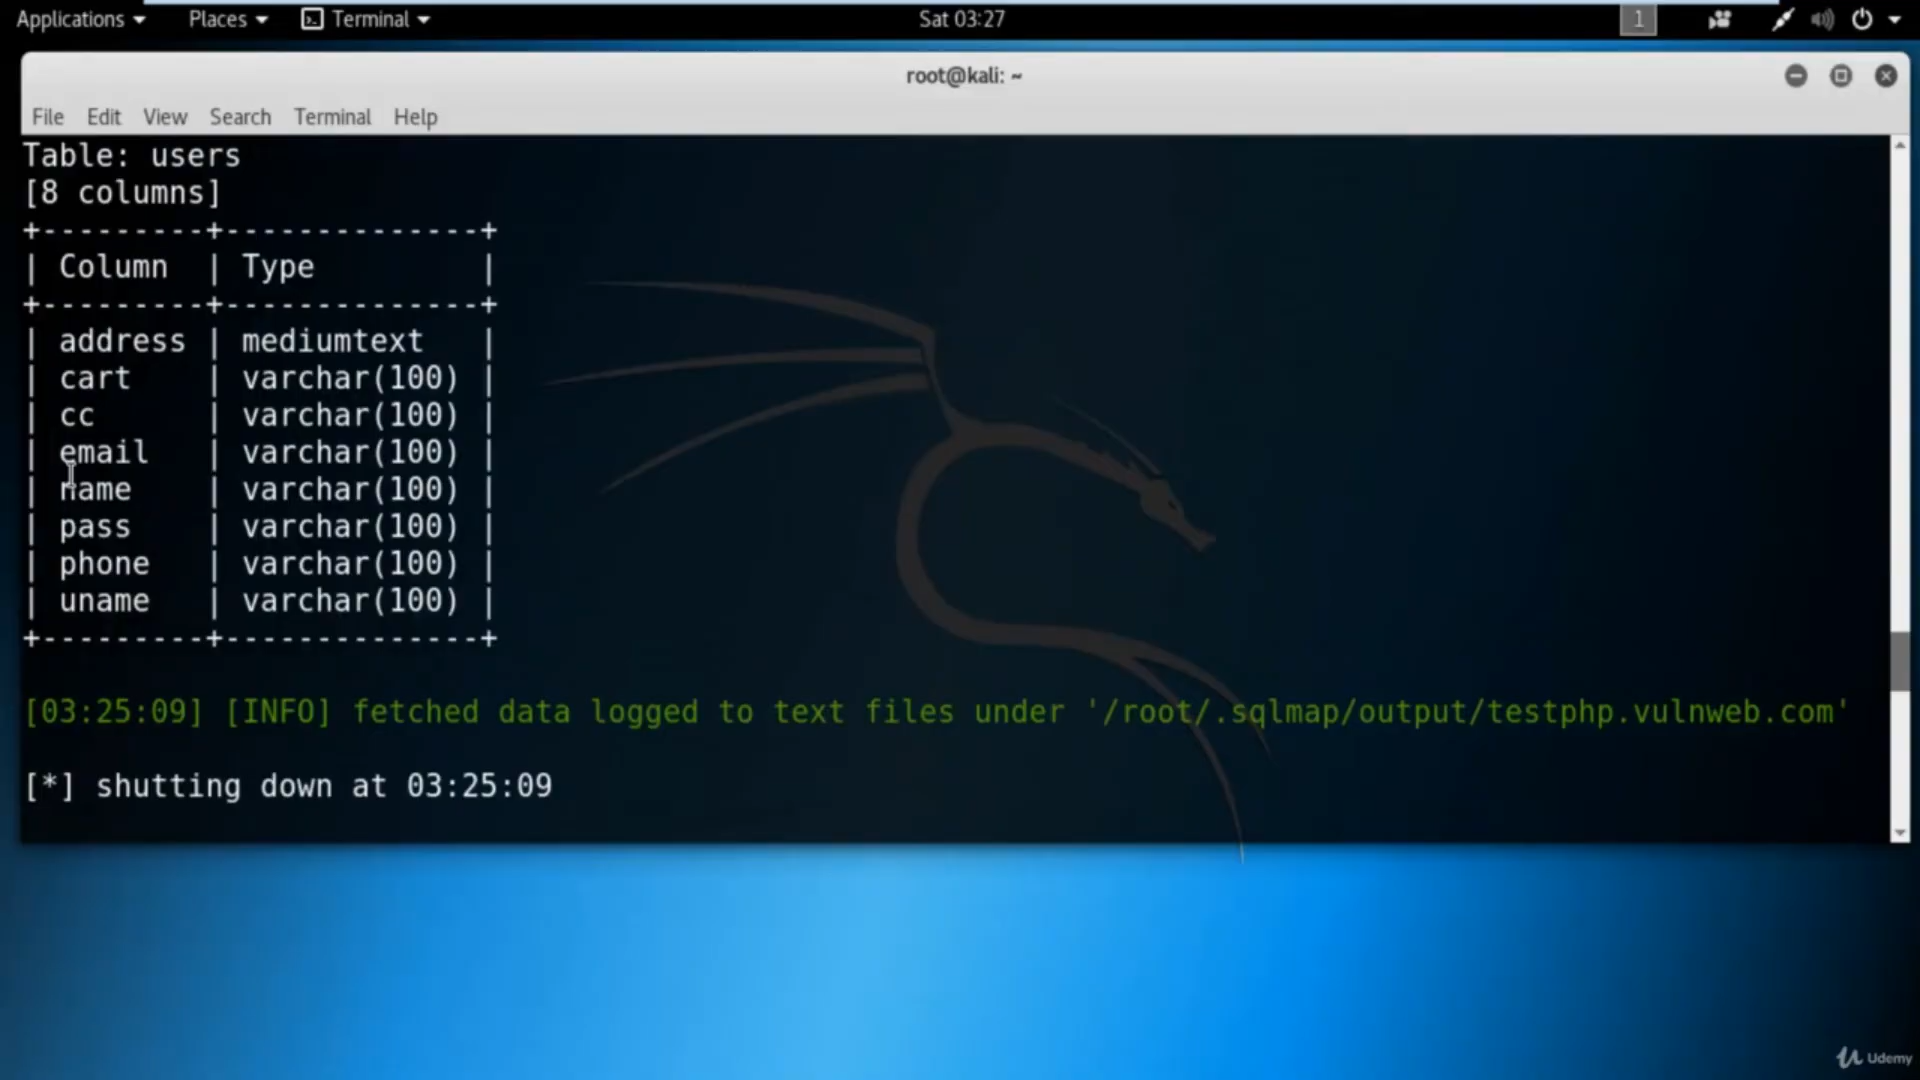 Applications Places Terminal Sat 03:27 1
root@kali: ~
File Edit View Search Terminal Help
Table: users
[8 columns]
+---------+--------------+
| Column  | Type         |
+---------+--------------+
| address | mediumtext   |
| cart    | varchar(100) |
| cc      | varchar(100) |
| email   | varchar(100) |
| name    | varchar(100) |
| pass    | varchar(100) |
| phone   | varchar(100) |
| uname   | varchar(100) |
+---------+--------------+
[03:25:09] [INFO] fetched data logged to text files under '/root/.sqlmap/output/testphp.vulnweb.com'
[*] shutting down at 03:25:09
Udemy